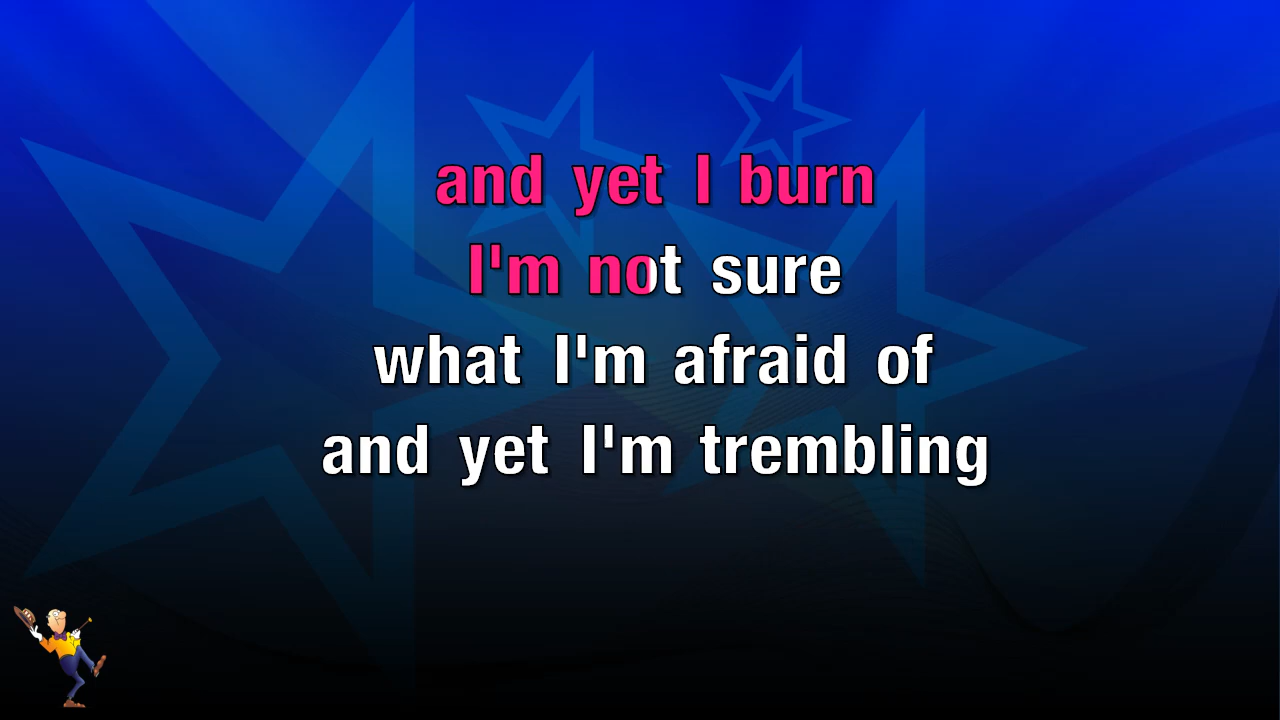 and yet I burn
I'm not sure
what I'm afraid of
and yet I'm trembling